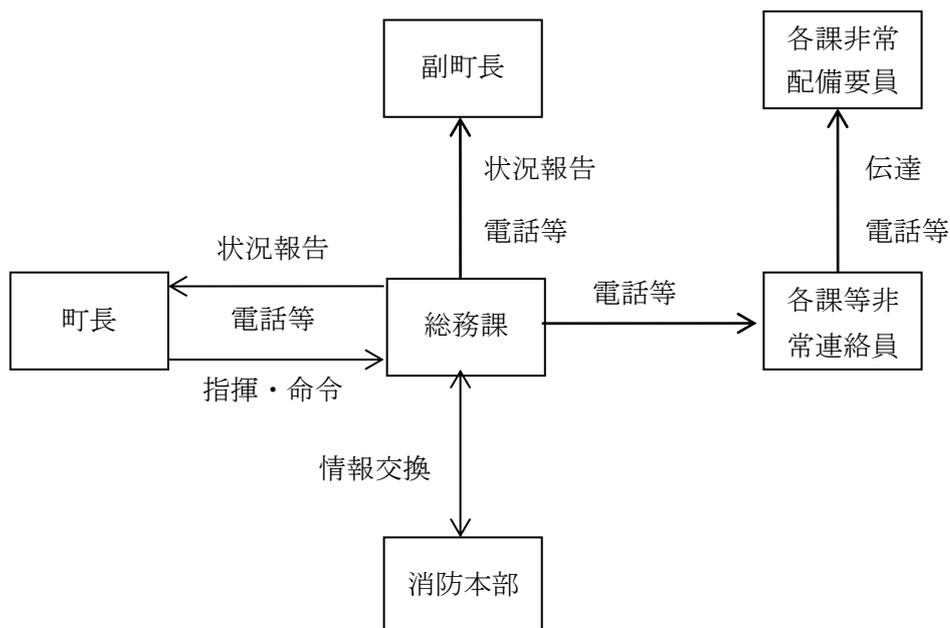 副町長
各課非常
配備要員
状況報告
電話等
伝達
電話等
状況報告
町長
電話等
指揮・命令
総務課
電話等
各課等非
常連絡員
情報交換
消防本部